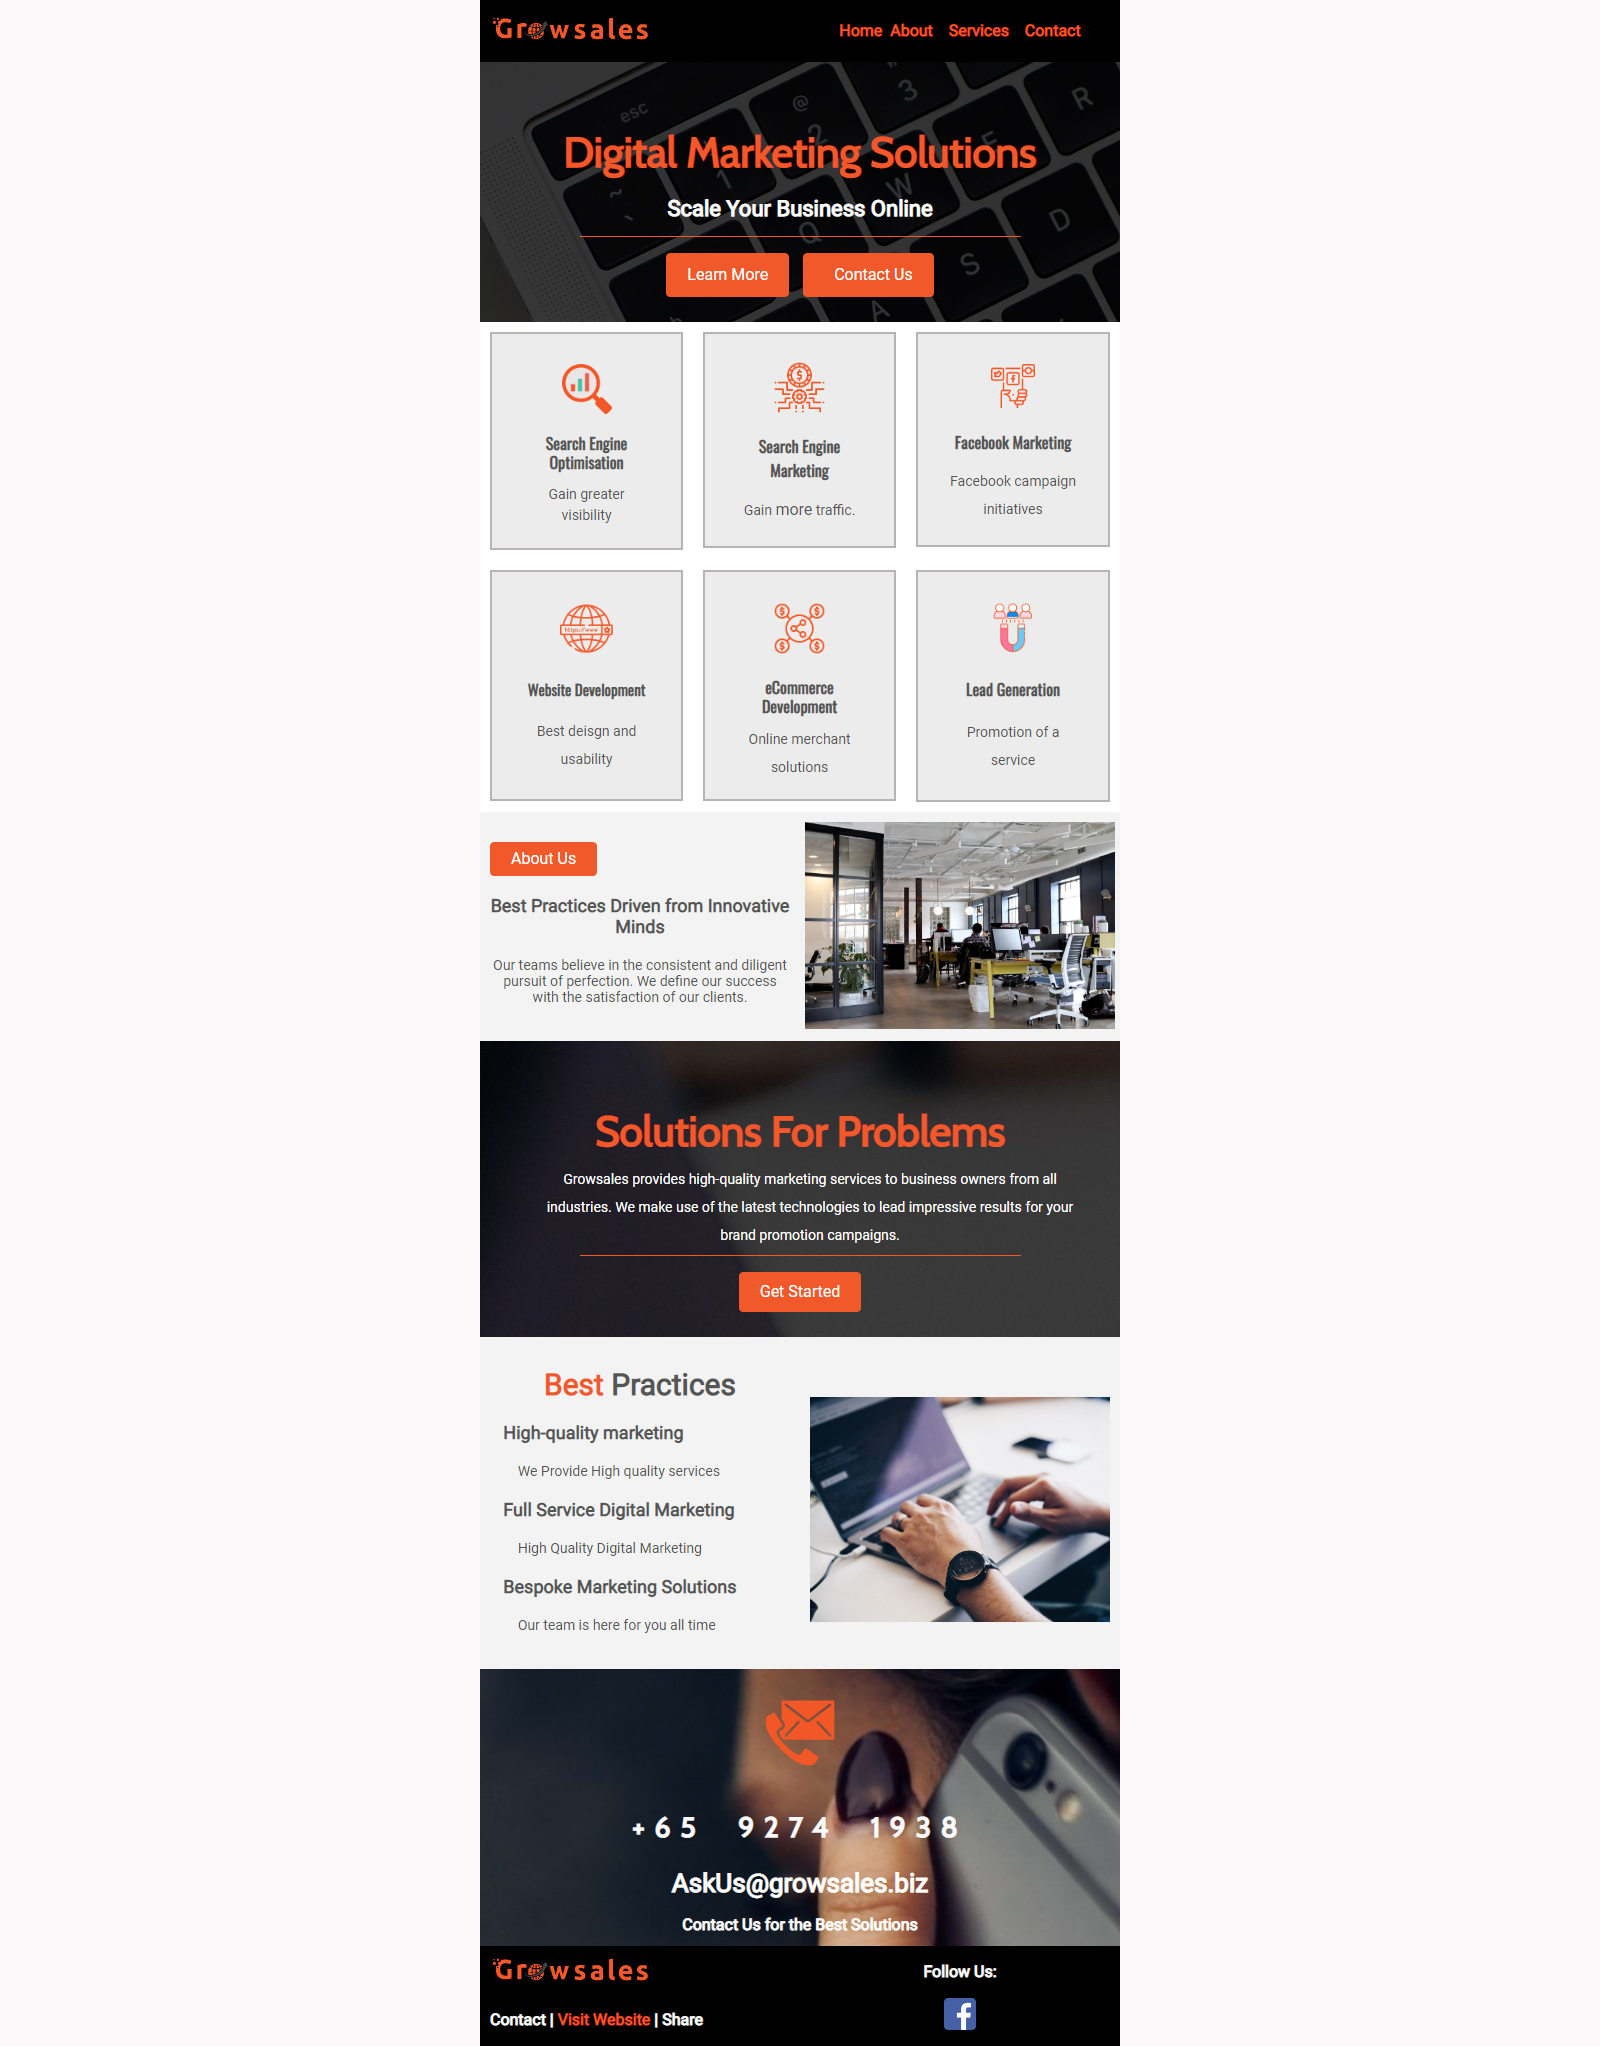 Growsales
Home About Services Contact
esc
@
2
3
R
E
~
`
1
W
D
Q
S
A
Digital Marketing Solutions
Scale Your Business Online
Learn More
Contact Us
Search Engine
Optimisation
Gain greater
visibility
Search Engine
Marketing
Gain more traffic.
Facebook Marketing
Facebook campaign
initiatives
Website Development
Best deisgn and
usability
eCommerce
Development
Online merchant
solutions
Lead Generation
Promotion of a
service
About Us
Best Practices Driven from Innovative
Minds
Our teams believe in the consistent and diligent
pursuit of perfection. We define our success
with the satisfaction of our clients.
Solutions For Problems
Growsales provides high-quality marketing services to business owners from all
industries. We make use of the latest technologies to lead impressive results for your
brand promotion campaigns.
Get Started
Best Practices
High-quality marketing
We Provide High quality services
Full Service Digital Marketing
High Quality Digital Marketing
Bespoke Marketing Solutions
Our team is here for you all time
+65 9274 1938
AskUs@growsales.biz
Contact Us for the Best Solutions
Growsales
Follow Us:
Contact | Visit Website | Share